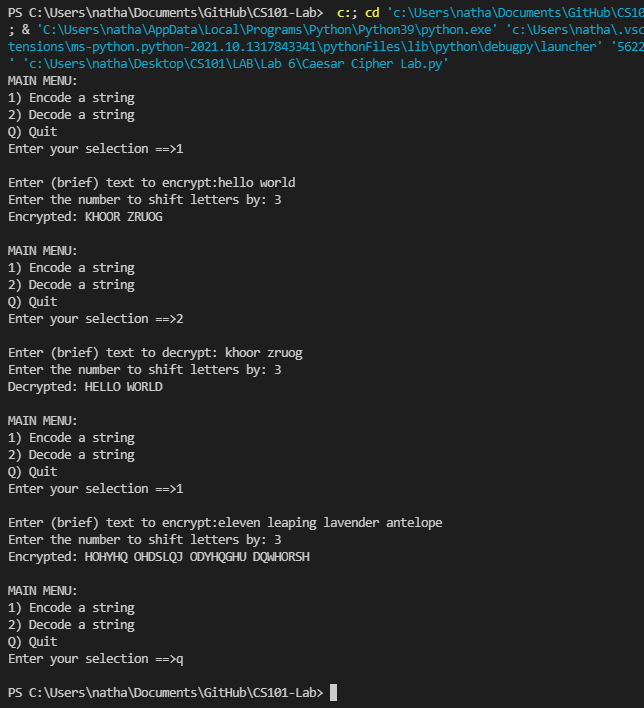 PS C:\Users\natha\Documents\GitHub\CS101-Lab>  c:; cd 'c:\Users\natha\Documents\GitHub\CS10
; & 'C:\Users\natha\AppData\Local\Programs\Python\Python39\python.exe' 'c:\Users\natha\.vsc
tensions\ms-python.python-2021.10.1317843341\pythonFiles\lib\python\debugpy\launcher' '5622
' 'c:\Users\natha\Desktop\CS101\LAB\Lab 6\Caesar Cipher Lab.py'
MAIN MENU:
1) Encode a string
2) Decode a string
Q) Quit
Enter your selection ==>1

Enter (brief) text to encrypt:hello world
Enter the number to shift letters by: 3
Encrypted: KHOOR ZRUOG

MAIN MENU:
1) Encode a string
2) Decode a string
Q) Quit
Enter your selection ==>2

Enter (brief) text to decrypt: khoor zruog
Enter the number to shift letters by: 3
Decrypted: HELLO WORLD

MAIN MENU:
1) Encode a string
2) Decode a string
Q) Quit
Enter your selection ==>1

Enter (brief) text to encrypt:eleven leaping lavender antelope
Enter the number to shift letters by: 3
Encrypted: HOHYHQ OHDSLQJ ODYHQGHU DQWHORSH

MAIN MENU:
1) Encode a string
2) Decode a string
Q) Quit
Enter your selection ==>q

PS C:\Users\natha\Documents\GitHub\CS101-Lab>